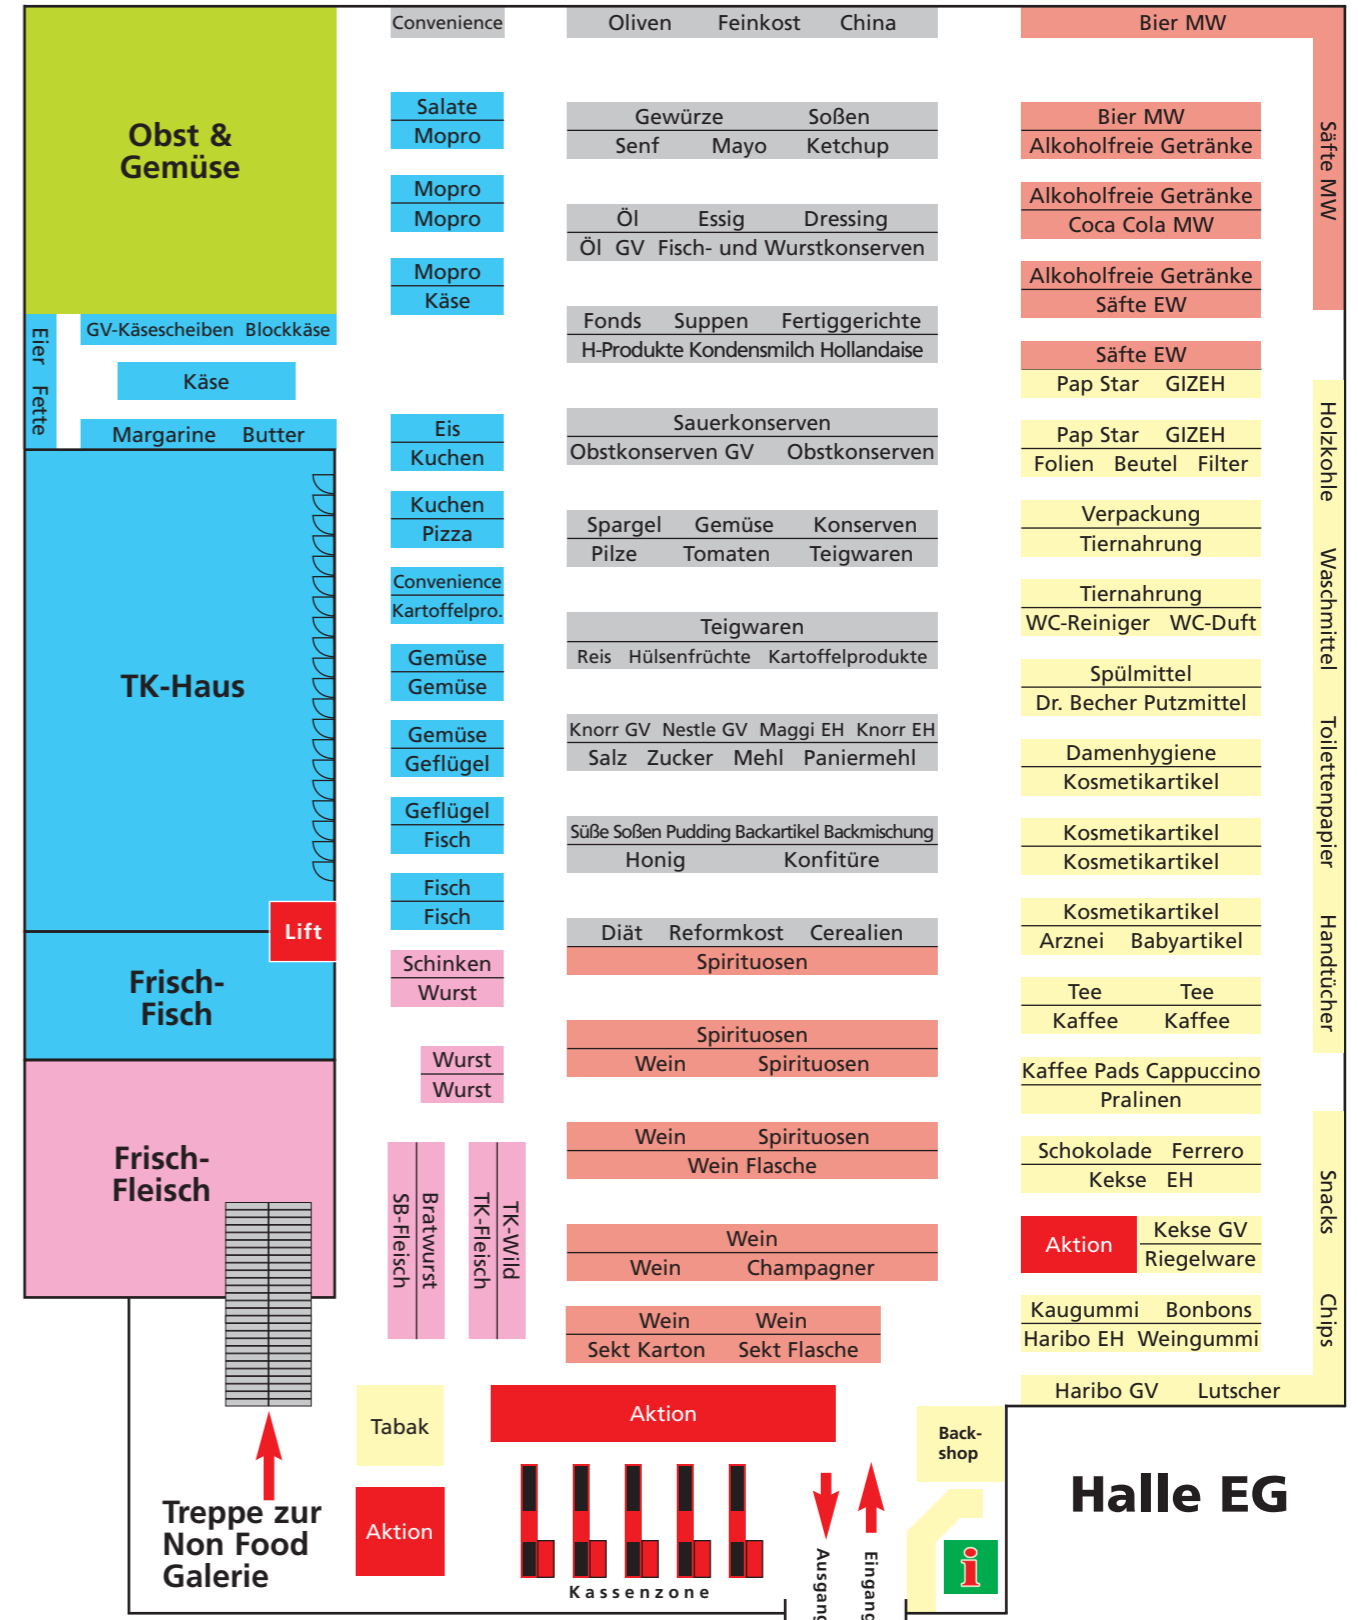 Obst &
Gemüse
Eier Fette
GV-Käsescheiben Blockkäse
Käse
Margarine Butter
TK-Haus
Lift
Frisch-
Fisch
Frisch-
Fleisch
Treppe zur
Non Food
Galerie
Convenience
Salate
Mopro
Mopro
Mopro
Mopro
Käse
Eis
Kuchen
Kuchen
Pizza
Convenience
Kartoffelpro.
Gemüse
Gemüse
Gemüse
Geflügel
Geflügel
Fisch
Fisch
Fisch
Schinken
Wurst
Wurst
Wurst
SB-Fleisch
Bratwurst
TK-Fleisch
TK-Wild
Tabak
Aktion
Oliven Feinkost China
Gewürze Soßen
Senf Mayo Ketchup
Öl Essig Dressing
Öl GV Fisch- und Wurstkonserven
Fonds Suppen Fertiggerichte
H-Produkte Kondensmilch Hollandaise
Sauerkonserven
Obstkonserven GV Obstkonserven
Spargel Gemüse Konserven
Pilze Tomaten Teigwaren
Teigwaren
Reis Hülsenfrüchte Kartoffelprodukte
Knorr GV Nestle GV Maggi EH Knorr EH
Salz Zucker Mehl Paniermehl
Süße Soßen Pudding Backartikel Backmischung
Honig Konfitüre
Diät Reformkost Cerealien
Spirituosen
Spirituosen
Wein Spirituosen
Wein Spirituosen
Wein Flasche
Wein
Wein Champagner
Wein Wein
Sekt Karton Sekt Flasche
Aktion
Kassenzone
Ausgang
Eingang
Back-
shop
i
Bier MW
Säfte MW
Bier MW
Alkoholfreie Getränke
Alkoholfreie Getränke
Coca Cola MW
Alkoholfreie Getränke
Säfte EW
Säfte EW
Pap Star GIZEH
Pap Star GIZEH
Folien Beutel Filter
Verpackung
Tiernahrung
Tiernahrung
WC-Reiniger WC-Duft
Spülmittel
Dr. Becher Putzmittel
Damenhygiene
Kosmetikartikel
Kosmetikartikel
Kosmetikartikel
Kosmetikartikel
Arznei Babyartikel
Tee Tee
Kaffee Kaffee
Kaffee Pads Cappuccino
Pralinen
Schokolade Ferrero
Kekse EH
Aktion
Kekse GV
Riegelware
Kaugummi Bonbons
Haribo EH Weingummi
Haribo GV Lutscher
Holzkohle Waschmittel Toilettenpapier Handtücher
Snacks Chips
Halle EG